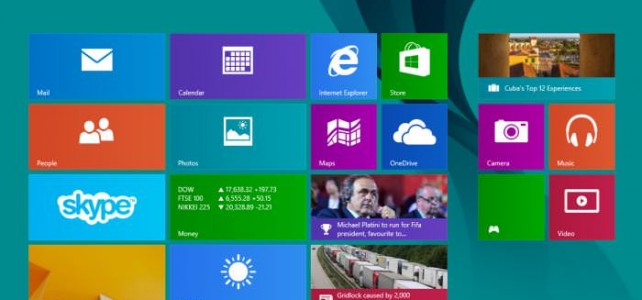 Mail
Calendar
Internet Explorer
Store
Cuba's Top 12 Experiences
People
Photos
Maps
OneDrive
Camera
Music
skype
DOW ▲ 17,638.32 +197.73
FTSE 100 ▲ 6,555.28 +50.15
NIKKEI 225 ▼ 20,328.89 -21.21
Money
Michael Platini to run for Fifa
president, favourite to...
Video
Gridlock caused by 2,000